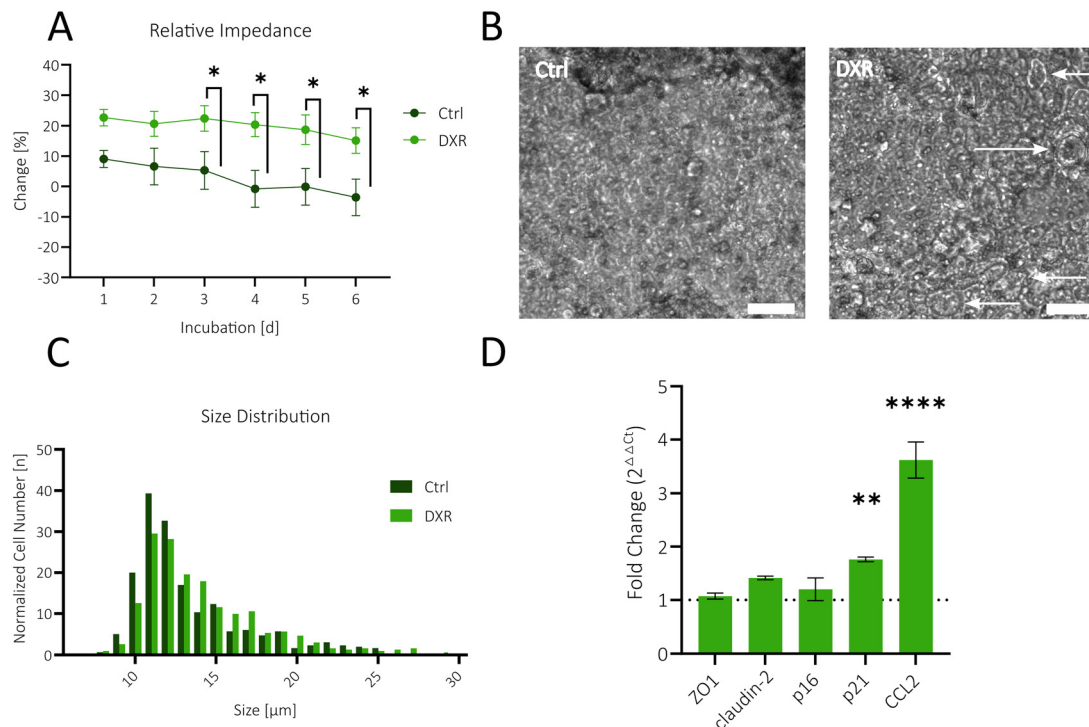 A
Relative Impedance
Change [%]
40
30
20
10
0
-10
-20
-30
* * * *
Ctrl
DXR
1 2 3 4 5 6
Incubation [d]
B
Ctrl
DXR
C
Size Distribution
Normalized Cell Number [n]
50
40
30
20
10
0
Ctrl
DXR
10 15 20 25 30
Size [µm]
D
Fold Change (2^△△Ct)
5
4
3
2
1
0
**
****
ZO1
claudin-2
p16
p21
CCL2